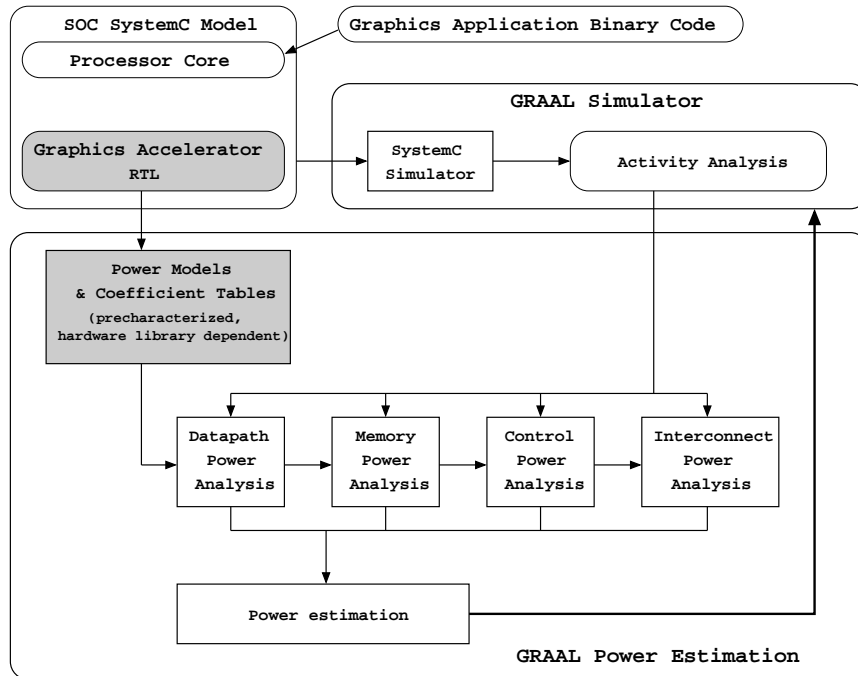 SOC SystemC Model
Graphics Application Binary Code
Processor Core
GRAAL Simulator
Graphics Accelerator
RTL
SystemC
Simulator
Activity Analysis
Power Models
& Coefficient Tables
(precharacterized,
hardware library dependent)
Datapath
Power
Analysis
Memory
Power
Analysis
Control
Power
Analysis
Interconnect
Power
Analysis
Power estimation
GRAAL Power Estimation